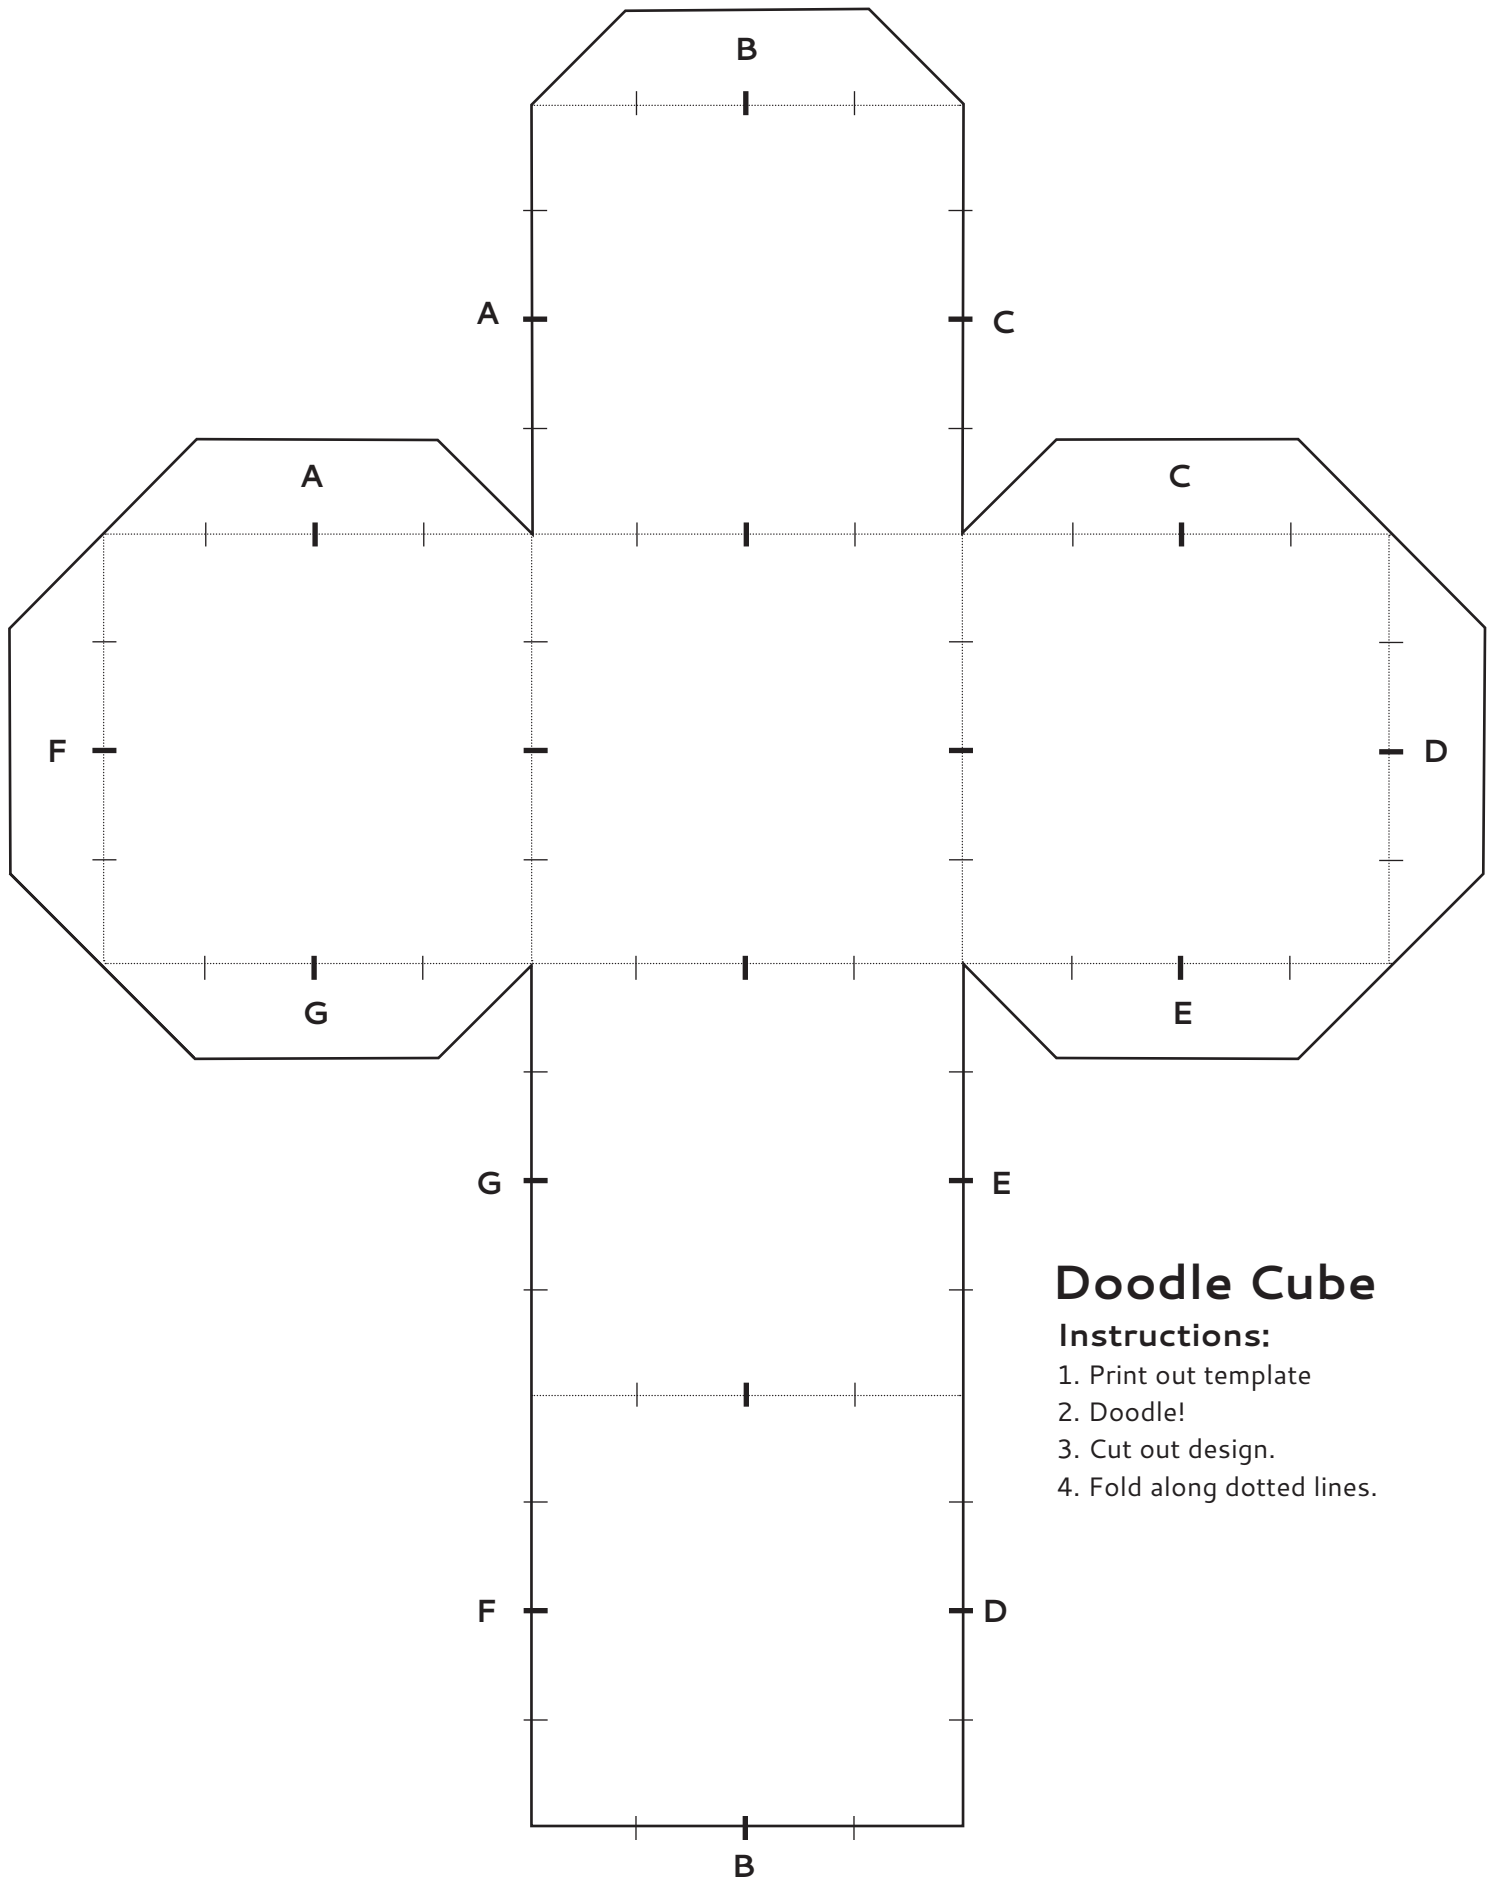 B
A
C
A
C
F
D
G
E
G
E
Doodle Cube
Instructions:
1. Print out template
2. Doodle!
3. Cut out design.
4. Fold along dotted lines.
F
D
B